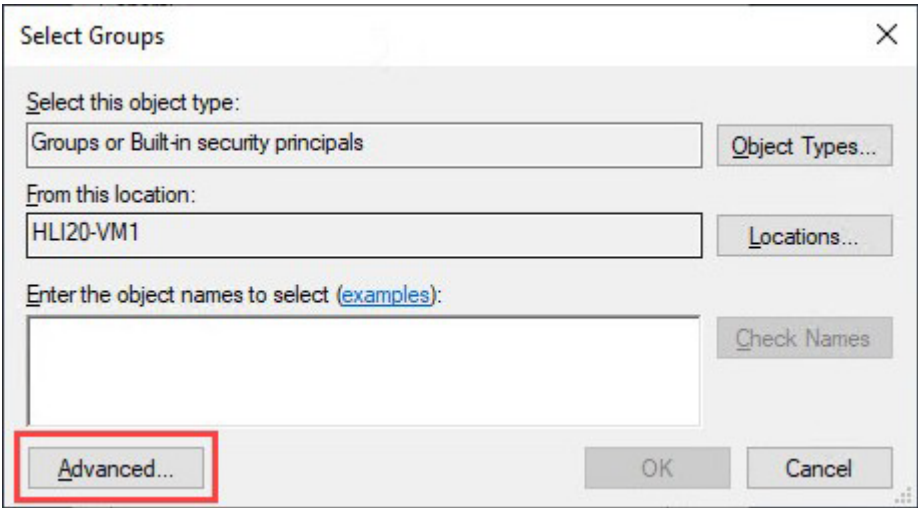 Select Groups
Select this object type:
Groups or Built-in security principals
Object Types...
From this location:
HLI20-VM1
Locations...
Enter the object names to select (examples):
Check Names
Advanced...
OK
Cancel